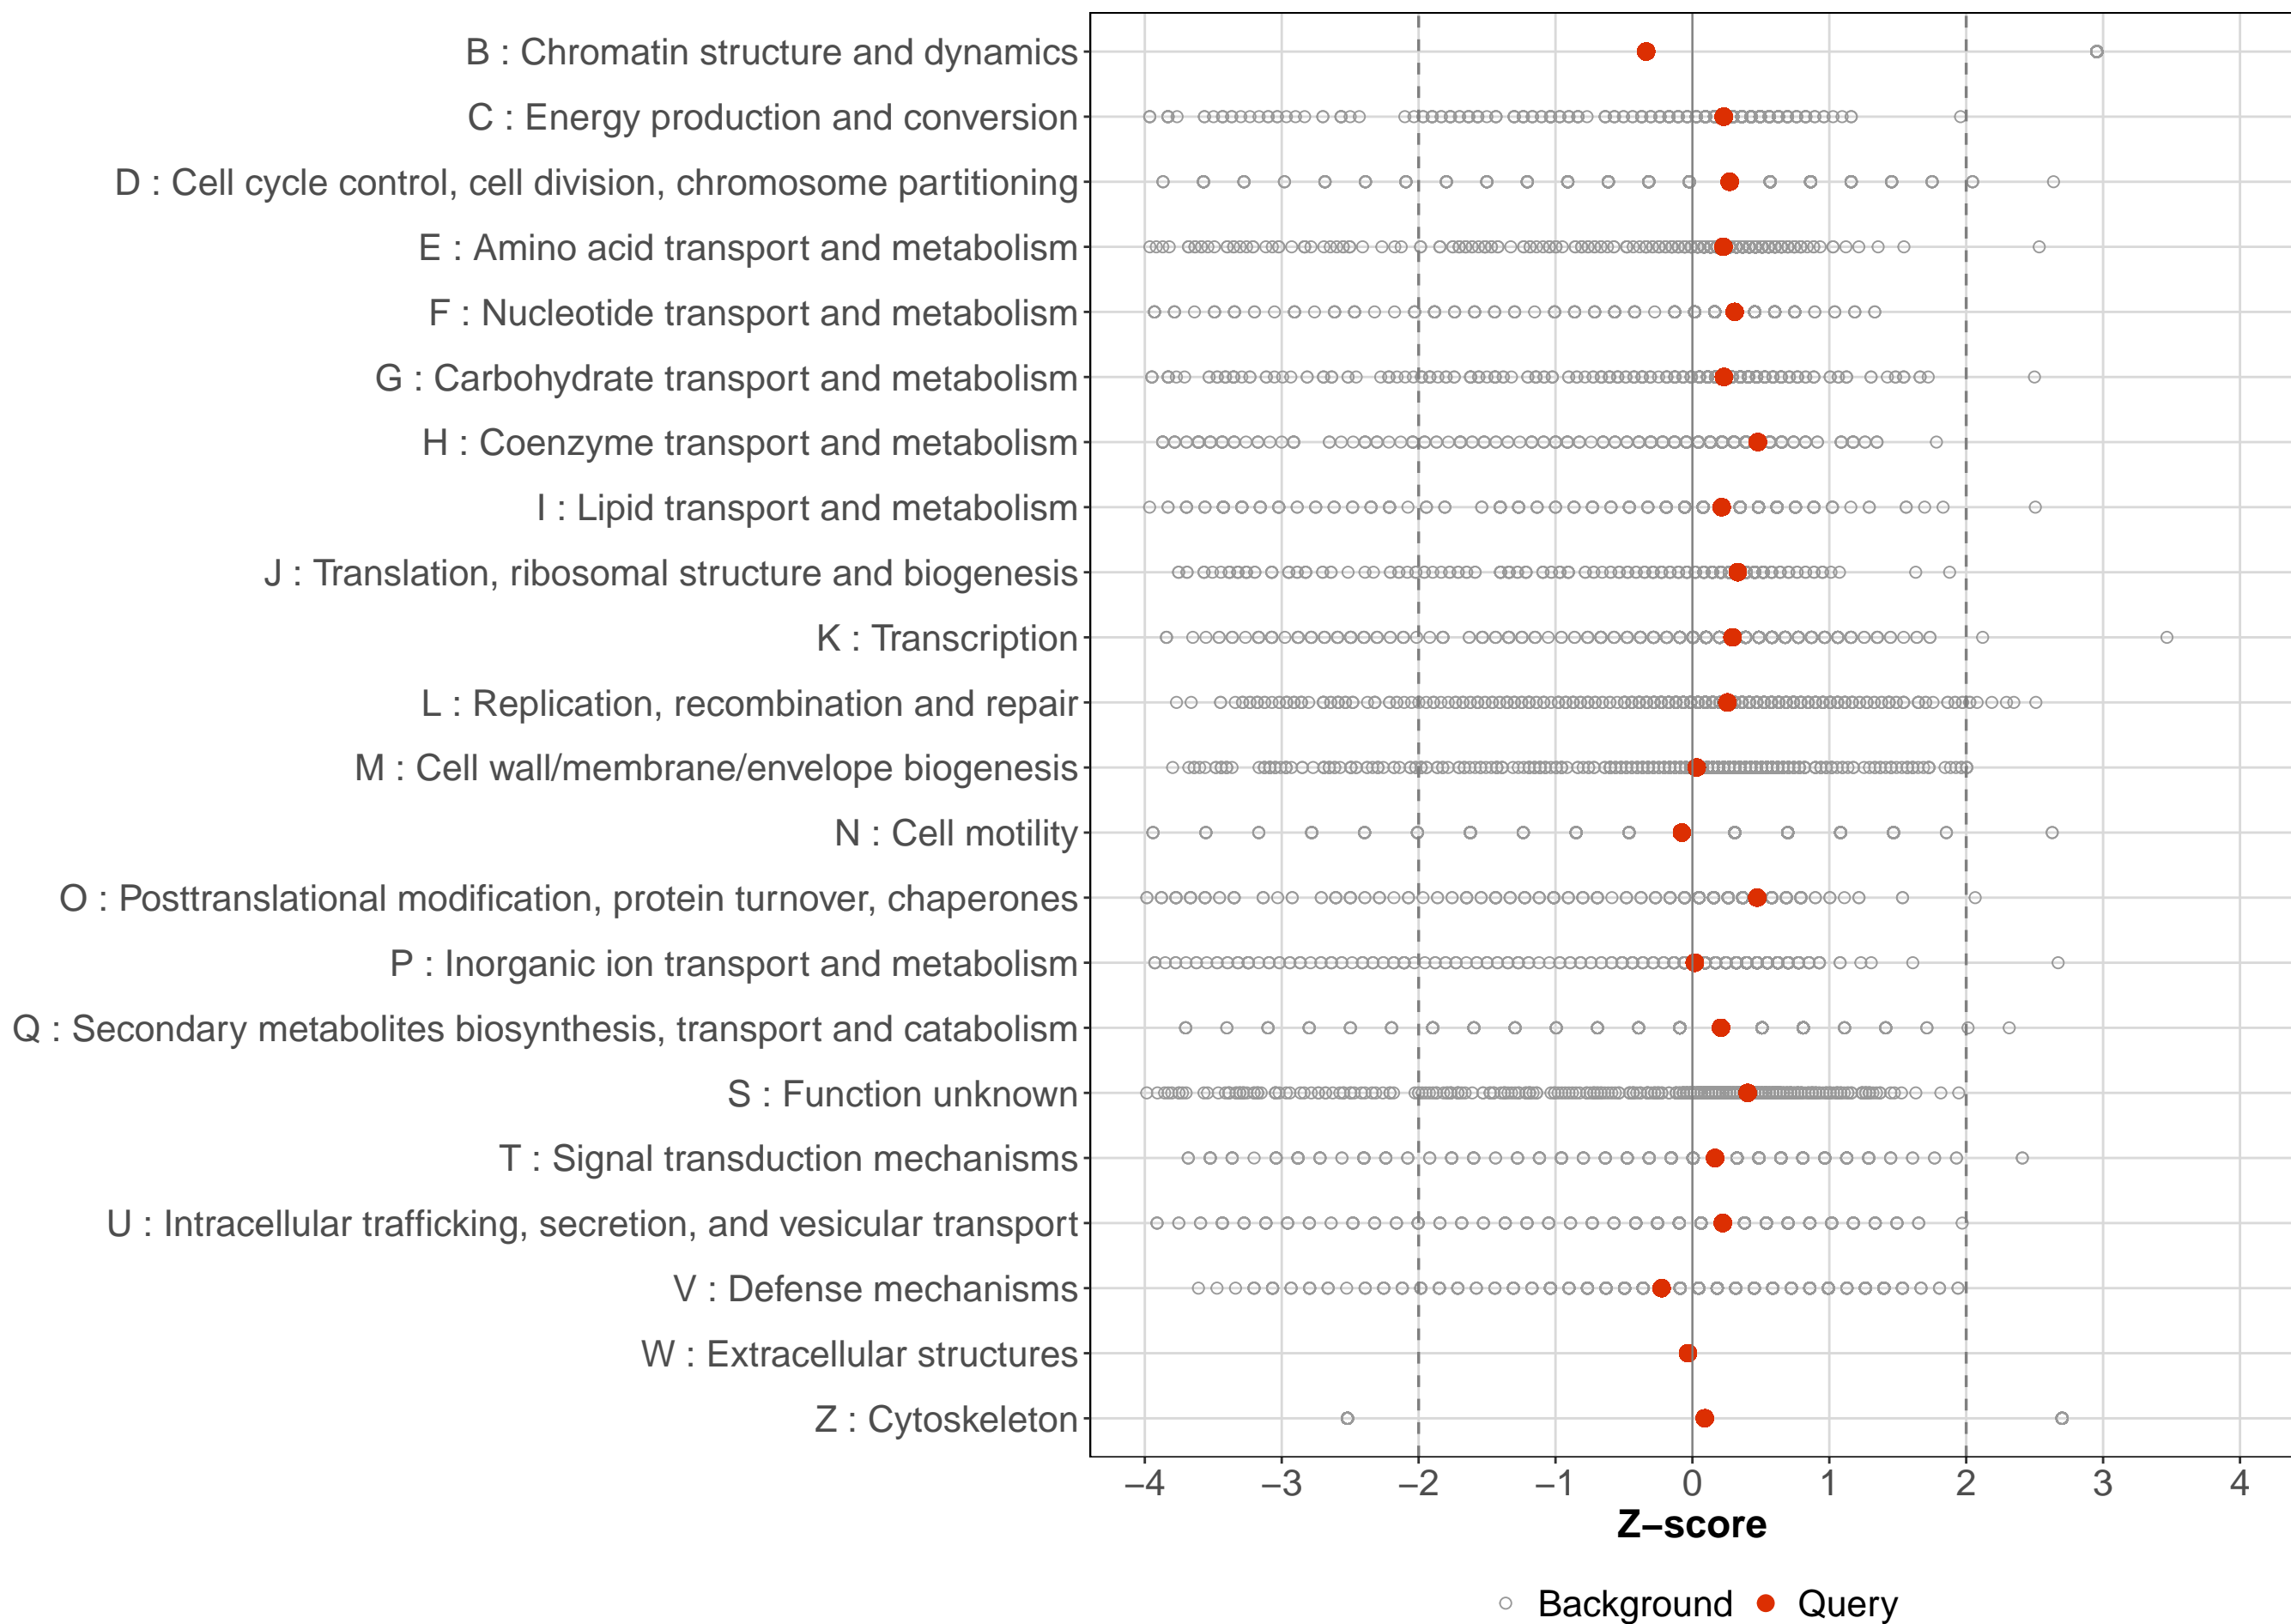 B : Chromatin structure and dynamics
C : Energy production and conversion
D : Cell cycle control, cell division, chromosome partitioning
E : Amino acid transport and metabolism
F : Nucleotide transport and metabolism
G : Carbohydrate transport and metabolism
H : Coenzyme transport and metabolism
I : Lipid transport and metabolism
J : Translation, ribosomal structure and biogenesis
K : Transcription
L : Replication, recombination and repair
M : Cell wall/membrane/envelope biogenesis
N : Cell motility
O : Posttranslational modification, protein turnover, chaperones
P : Inorganic ion transport and metabolism
Q : Secondary metabolites biosynthesis, transport and catabolism
S : Function unknown
T : Signal transduction mechanisms
U : Intracellular trafficking, secretion, and vesicular transport
V : Defense mechanisms
W : Extracellular structures
Z : Cytoskeleton
−4 −3 −2 −1 0 1 2 3 4
Z−score
Background Query